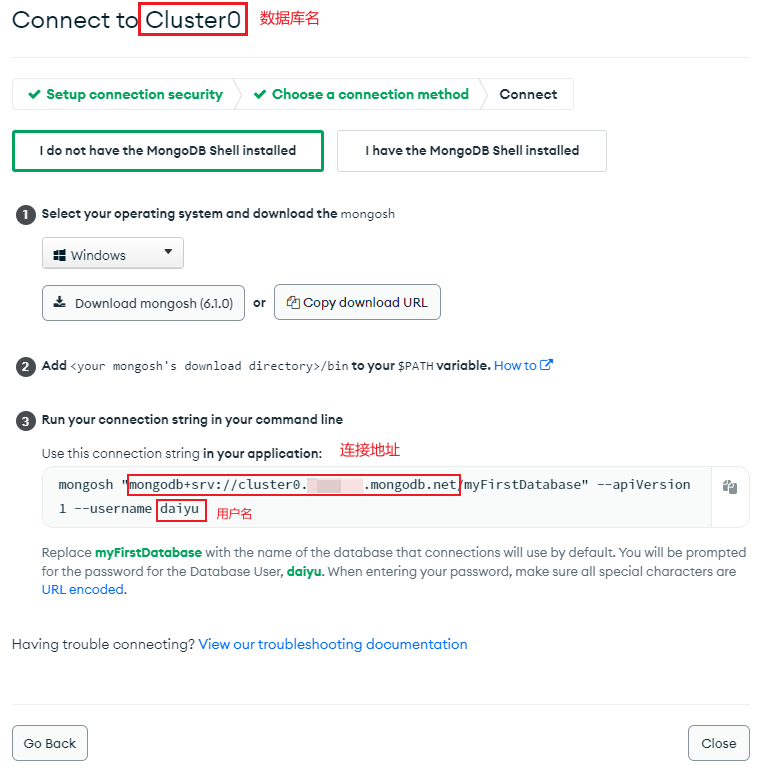 Connect to Cluster0 数据库名
Setup connection security Choose a connection method Connect
I do not have the MongoDB Shell installed I have the MongoDB Shell installed
1 Select your operating system and download the mongosh
Windows
Download mongosh (6.1.0) or Copy download URL
2 Add <your mongosh's download directory>/bin to your $PATH variable. How to
3 Run your connection string in your command line
Use this connection string in your application: 连接地址
mongosh "mongodb+srv://cluster0. .mongodb.net/myFirstDatabase" --apiVersion
1 --username daiyu 用户名
Replace myFirstDatabase with the name of the database that connections will use by default. You will be prompted
for the password for the Database User, daiyu. When entering your password, make sure all special characters are
URL encoded.
Having trouble connecting? View our troubleshooting documentation
Go Back Close